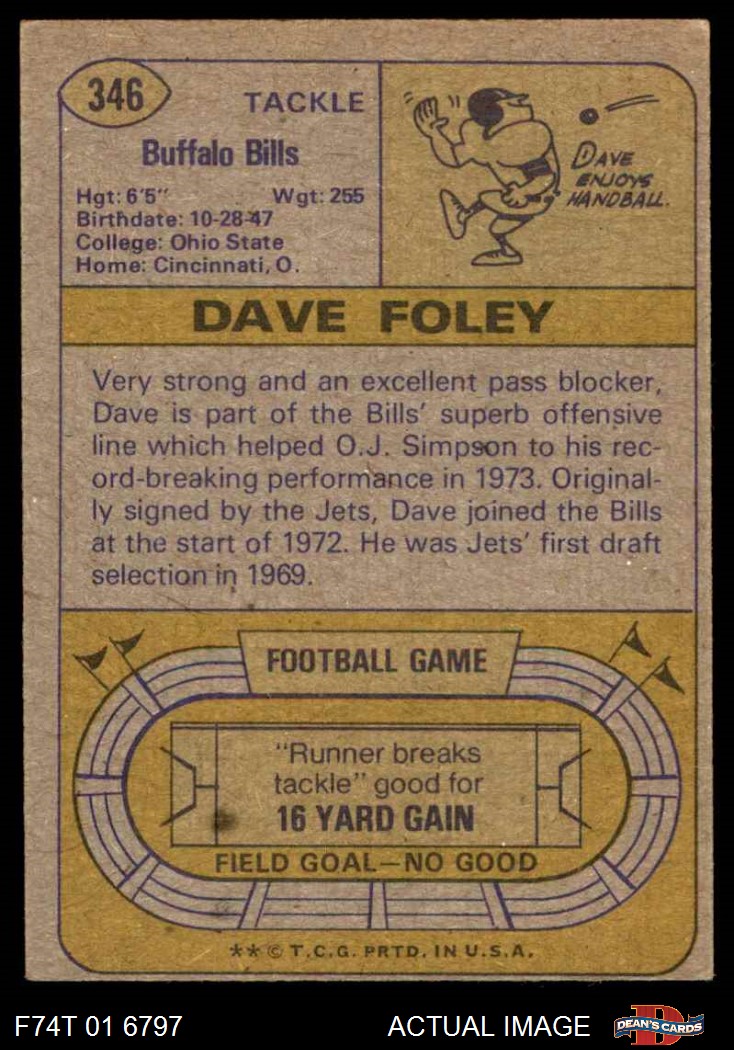 346
TACKLE
Buffalo Bills
Hgt: 6'5" Wgt: 255
Birthdate: 10-28-47
College: Ohio State
Home: Cincinnati, O.
DAVE
ENJOYS
HANDBALL.
DAVE FOLEY
Very strong and an excellent pass blocker,
Dave is part of the Bills' superb offensive
line which helped O.J. Simpson to his rec-
ord-breaking performance in 1973. Original-
ly signed by the Jets, Dave joined the Bills
at the start of 1972. He was Jets' first draft
selection in 1969.
FOOTBALL GAME
"Runner breaks
tackle" good for
16 YARD GAIN
FIELD GOAL—NO GOOD
** © T.C.G. PRTD. IN U.S.A.
F74T 01 6797 ACTUAL IMAGE
D
DEAN'S CARDS